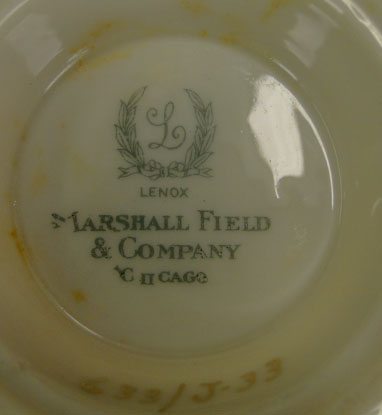 L
LENOX
MARSHALL FIELD
& COMPANY
CHICAGO